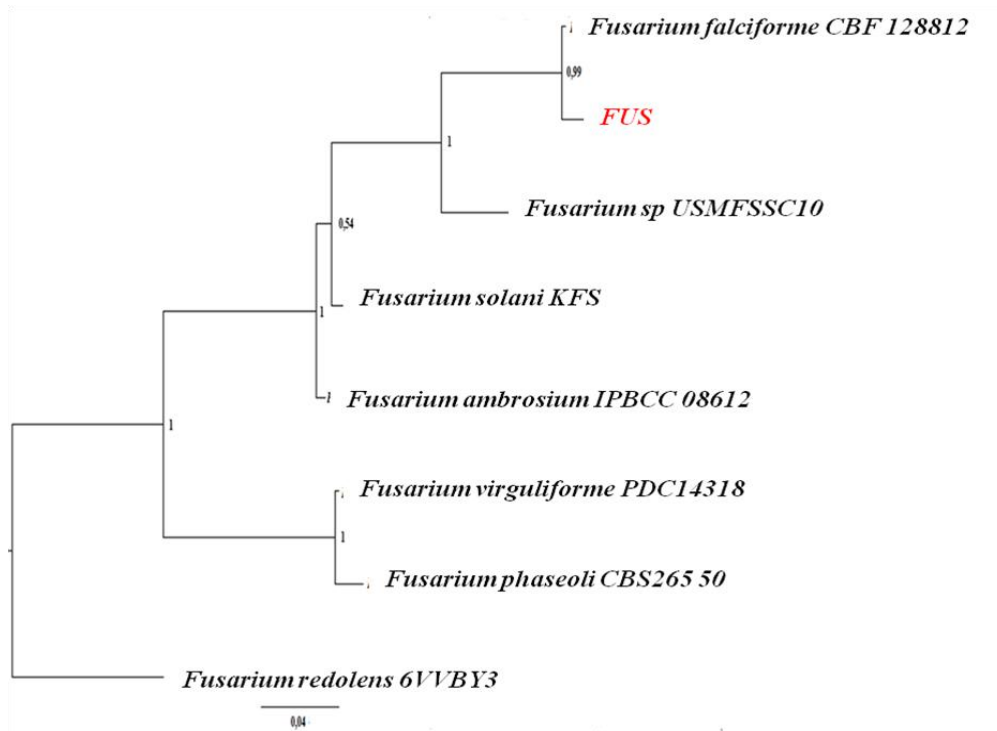 Fusarium falciforme CBF 128812
0,99
FUS
1
Fusarium sp USMFSSC10
0,54
Fusarium solani KFS
1
1
Fusarium ambrosium IPBCC 08612
1
Fusarium virguliforme PDC14318
1
Fusarium phaseoli CBS265 50
Fusarium redolens 6VVBY3
0,04